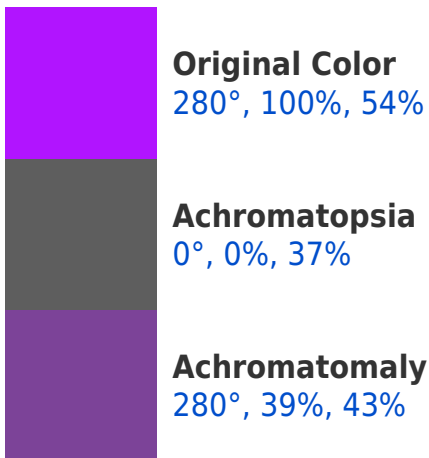 Original Color
280°, 100%, 54%
Achromatopsia
0°, 0%, 37%
Achromatomaly
280°, 39%, 43%